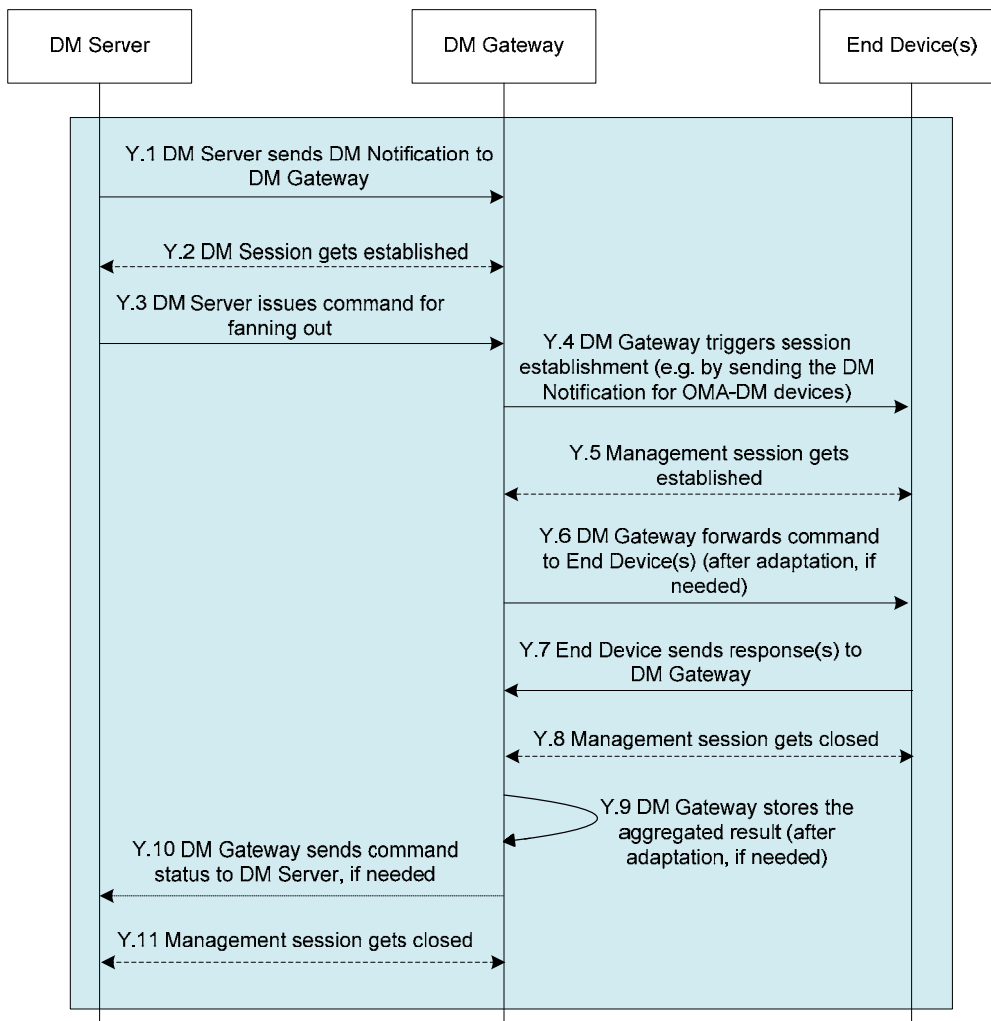 DM Server
DM Gateway
End Device(s)
Y.1 DM Server sends DM Notification to
DM Gateway
Y.2 DM Session gets established
Y.3 DM Server issues command for
fanning out
Y.4 DM Gateway triggers session
establishment (e.g. by sending the DM
Notification for OMA-DM devices)
Y.5 Management session gets
established
Y.6 DM Gateway forwards command
to End Device(s) (after adaptation, if
needed)
Y.7 End Device sends response(s) to
DM Gateway
Y.8 Management session gets closed
Y.9 DM Gateway stores the
aggregated result (after
adaptation, if needed)
Y.10 DM Gateway sends command
status to DM Server, if needed
Y.11 Management session gets closed